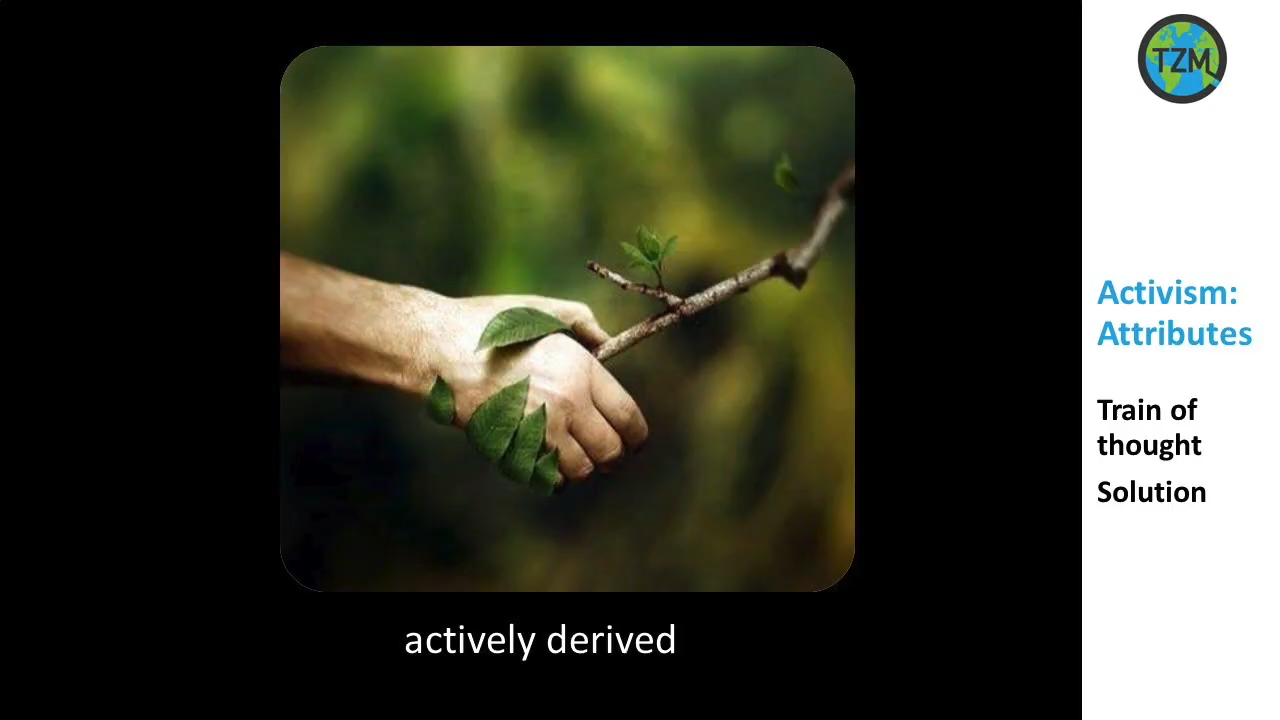 TZM
Activism:
Attributes
Train of
thought
Solution
actively derived